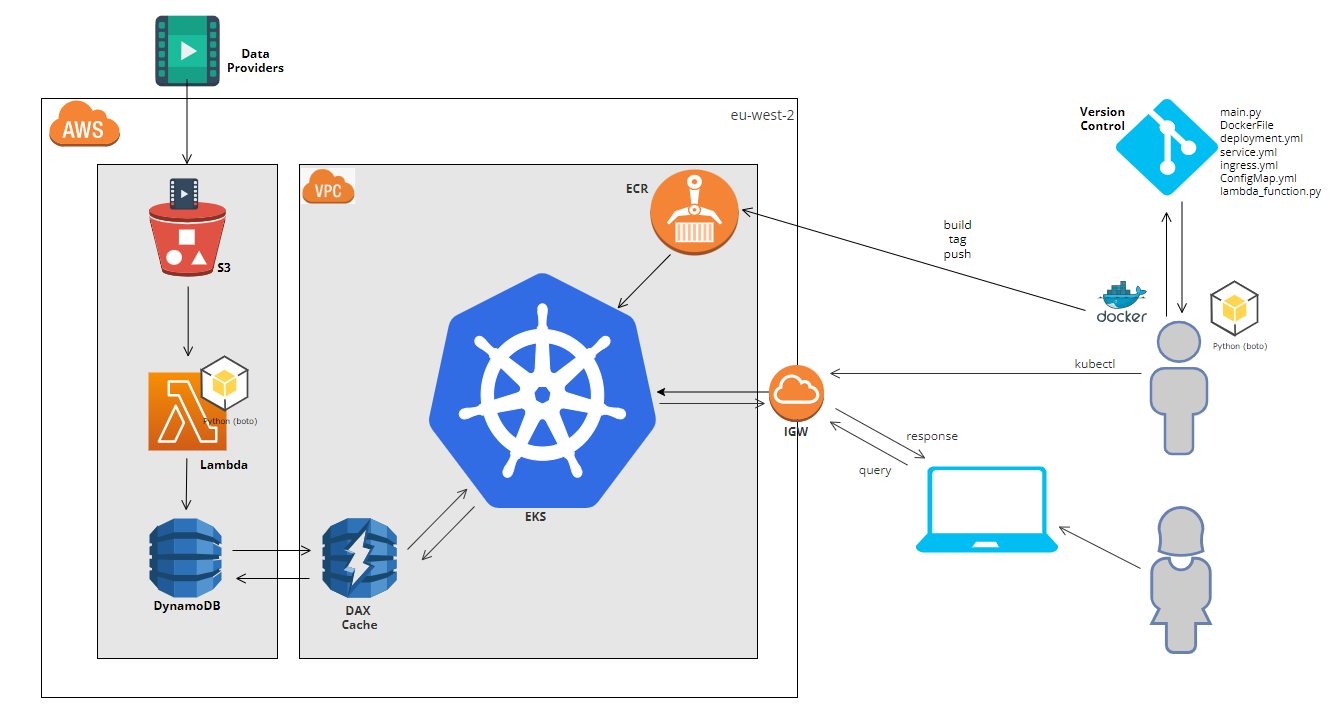 Data
Providers
AWS
eu-west-2
Version
Control
main.py
DockerFile
deployment.yml
service.yml
ingress.yml
ConfigMap.yml
lambda_function.py
VPC
ECR
S3
build
tag
push
docker
Python (boto)
kubectl
Python (boto)
Lambda
IGW
response
query
EKS
DynamoDB
DAX
Cache